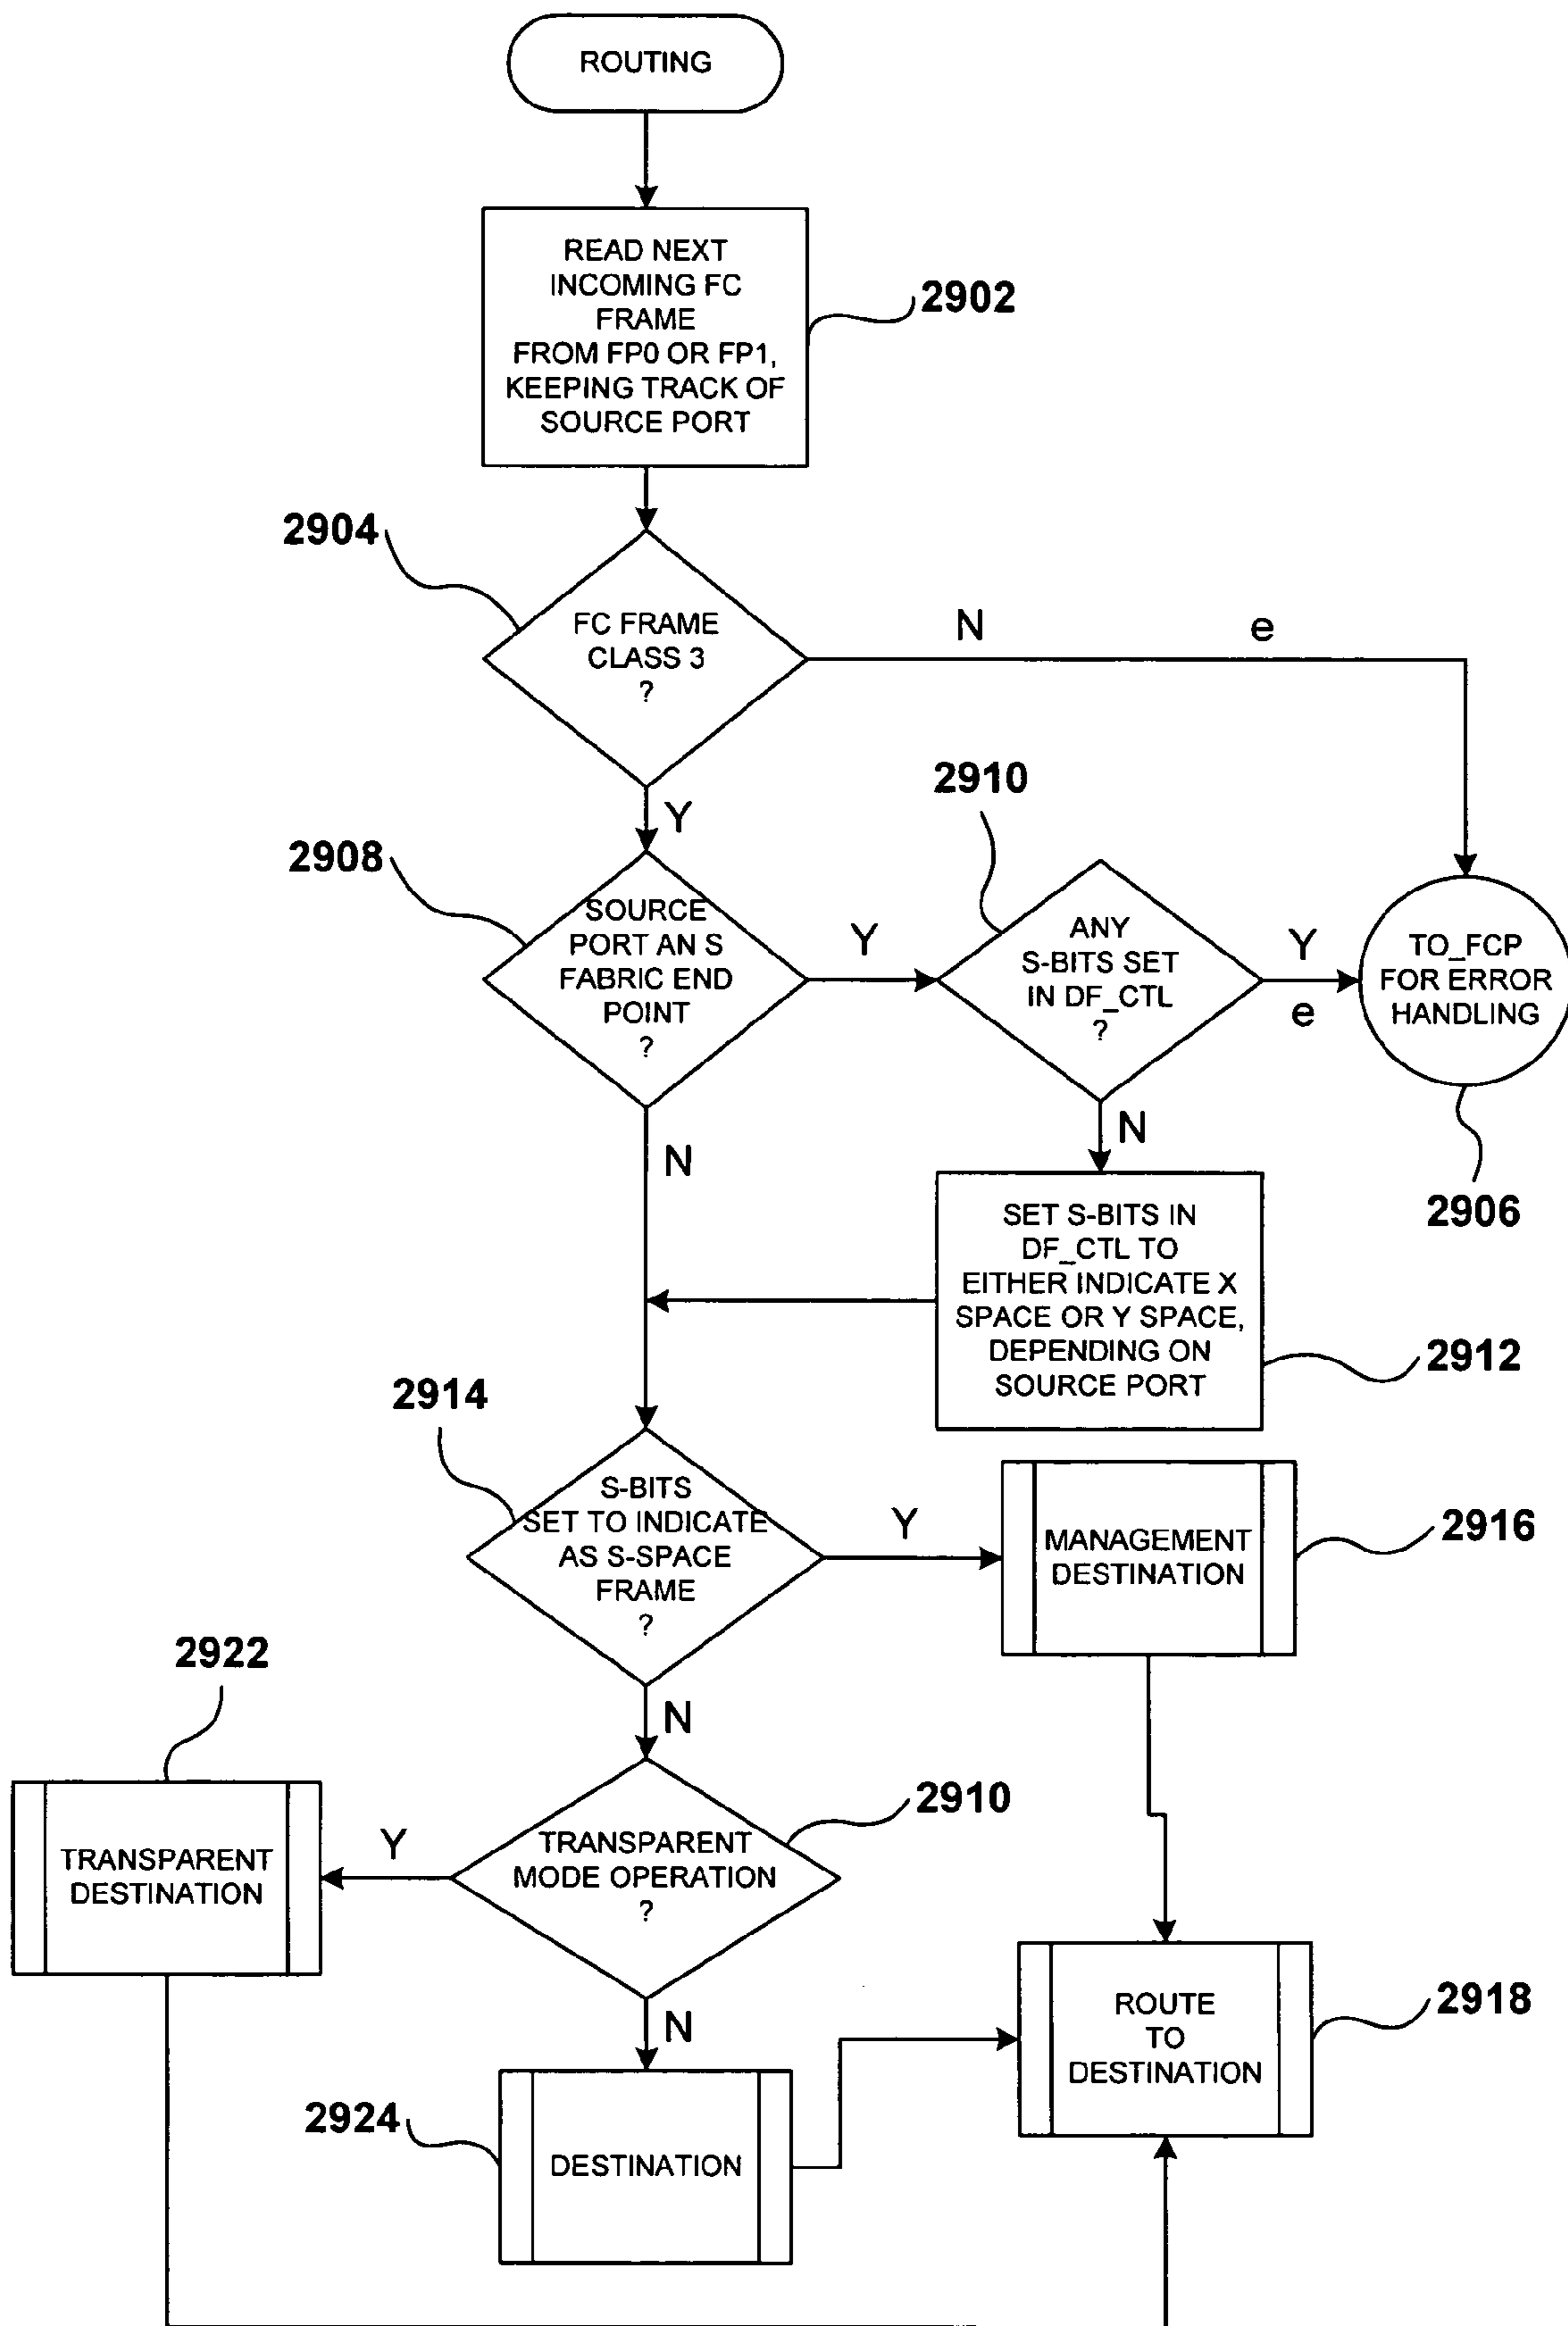 ROUTING
READ NEXT
INCOMING FC
FRAME
FROM FP0 OR FP1,
KEEPING TRACK OF
SOURCE PORT
2902
2904
FC FRAME
CLASS 3
?
N
e
Y
2908
SOURCE
PORT AN S
FABRIC END
POINT
?
Y
2910
ANY
S-BITS SET
IN DF_CTL
?
Y
e
TO_FCP
FOR ERROR
HANDLING
2906
N
N
SET S-BITS IN
DF_CTL TO
EITHER INDICATE X
SPACE OR Y SPACE,
DEPENDING ON
SOURCE PORT
2912
2914
S-BITS
SET TO INDICATE
AS S-SPACE
FRAME
?
Y
MANAGEMENT
DESTINATION
2916
N
2922
TRANSPARENT
DESTINATION
Y
TRANSPARENT
MODE OPERATION
?
2910
N
ROUTE
TO
DESTINATION
2918
2924
DESTINATION